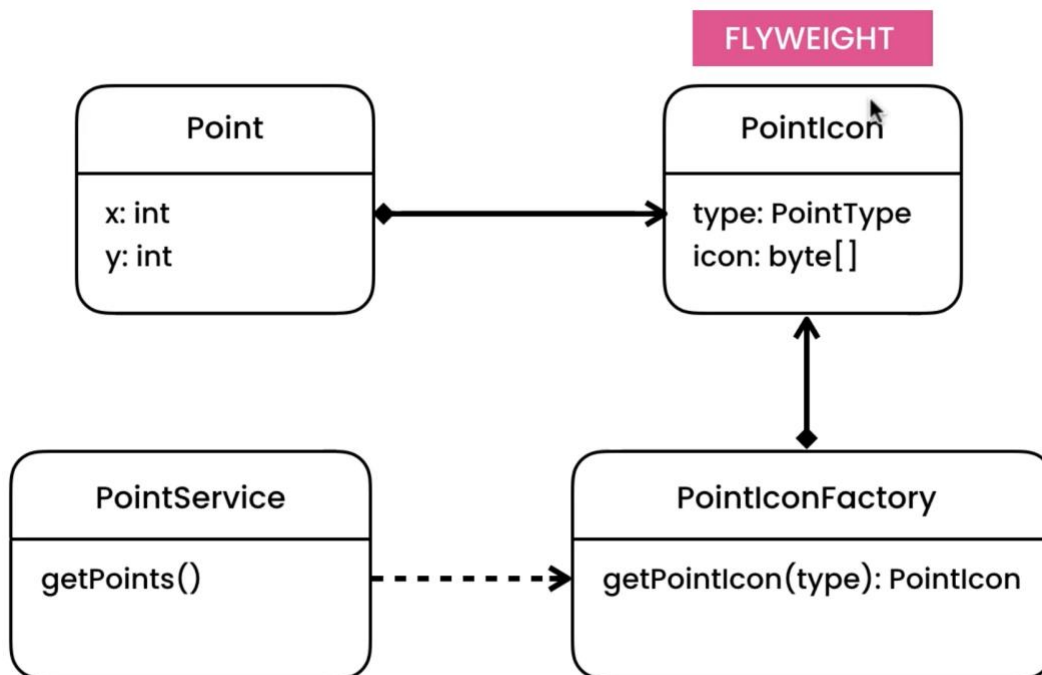 FLYWEIGHT
Point
x: int
y: int
PointIcon
type: PointType
icon: byte[]
PointService
getPoints()
PointIconFactory
getPointIcon(type): PointIcon